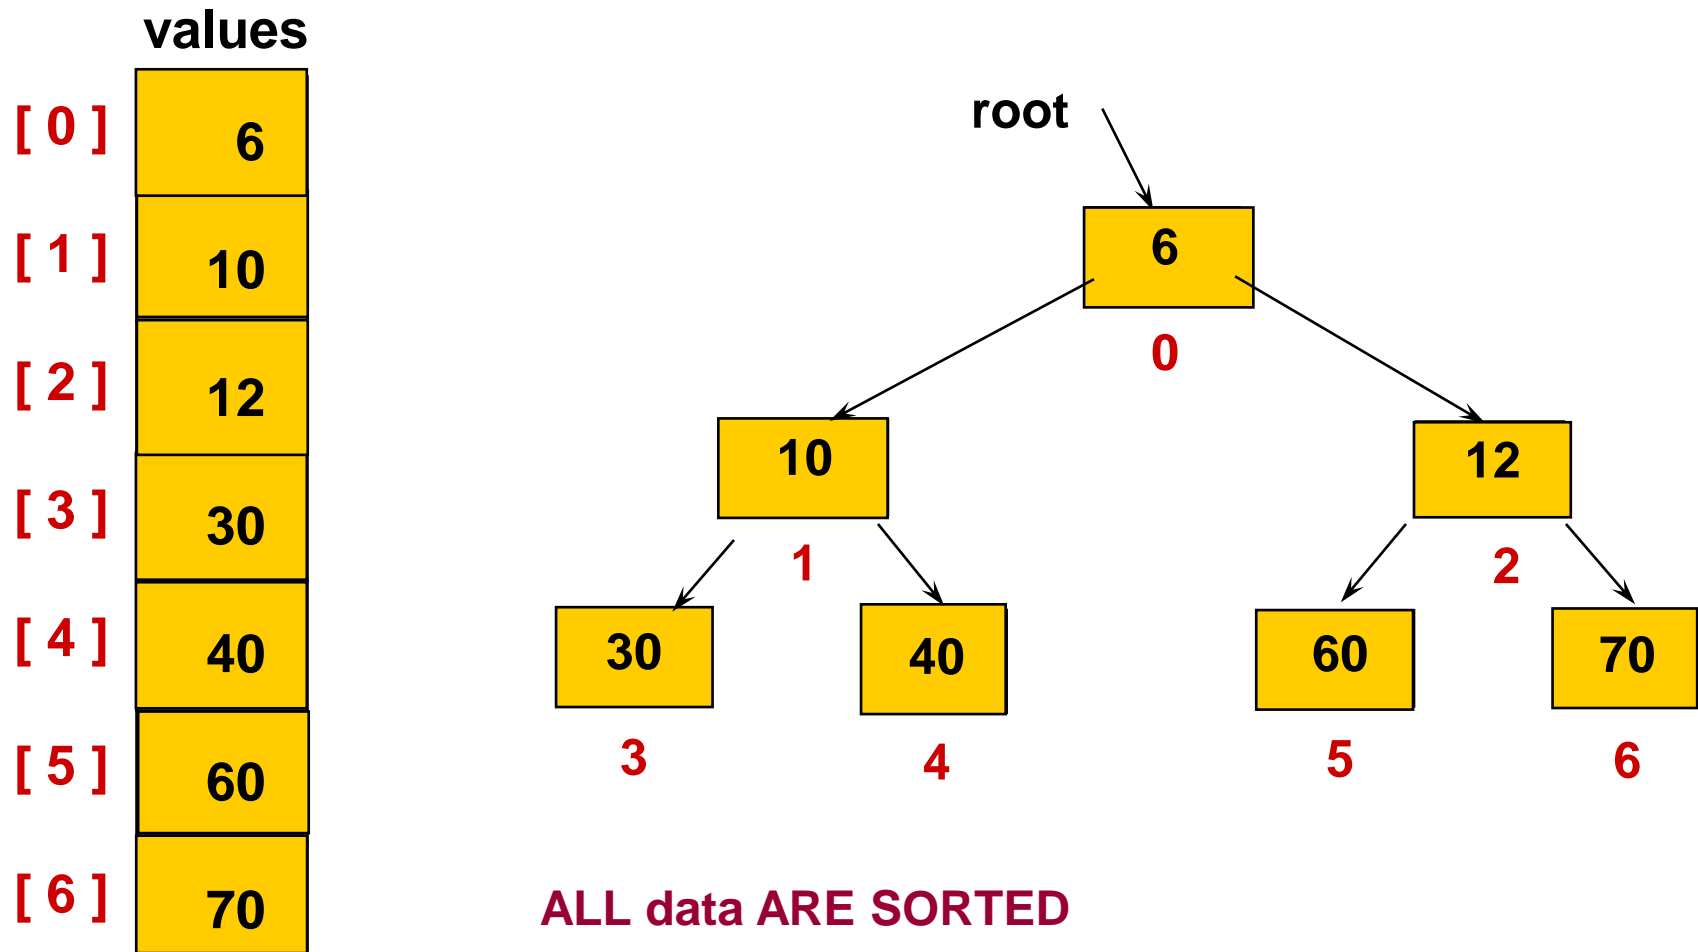 values
[ 0 ] 6
[ 1 ] 10
[ 2 ] 12
[ 3 ] 30
[ 4 ] 40
[ 5 ] 60
[ 6 ] 70
root
6
0
10 12
1 2
30 40 60 70
3 4 5 6
ALL data ARE SORTED